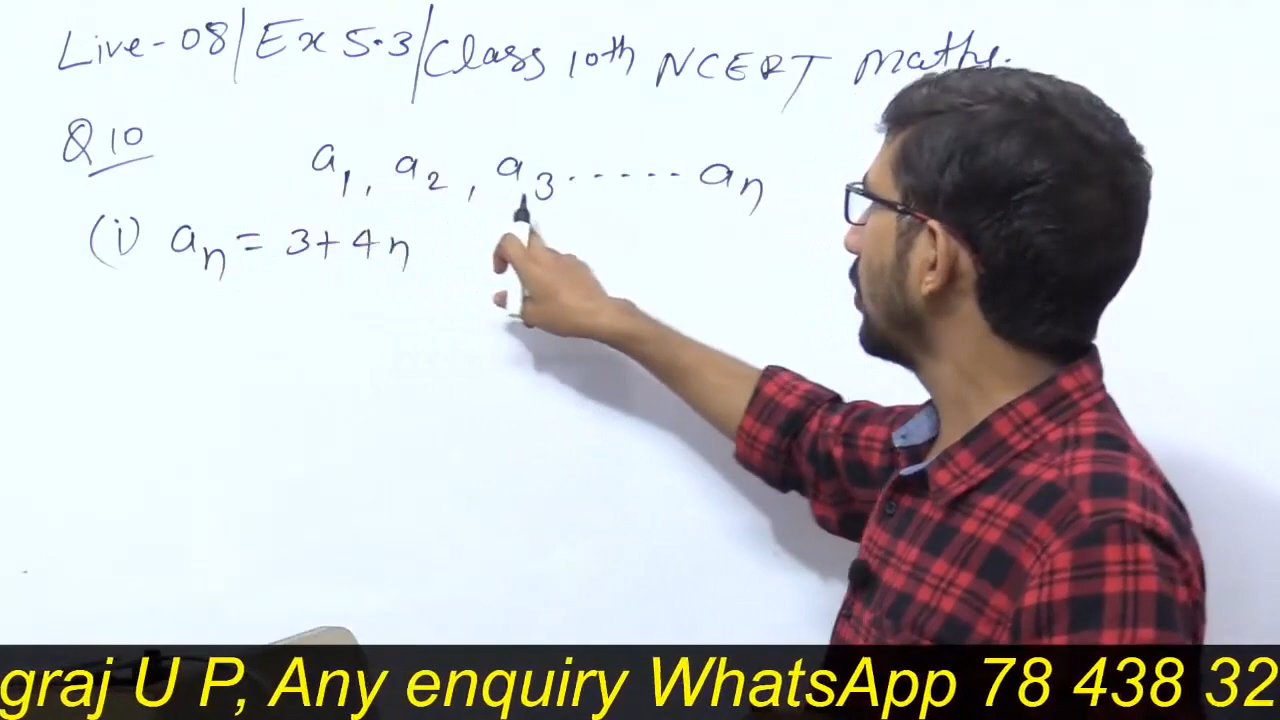 Live-08/Ex 5.3/Class 10th NCERT Maths.
Q10
a₁, a₂, a₃ ...... aₙ
(i) aₙ = 3+4n
graj U P, Any enquiry WhatsApp 78 438 32